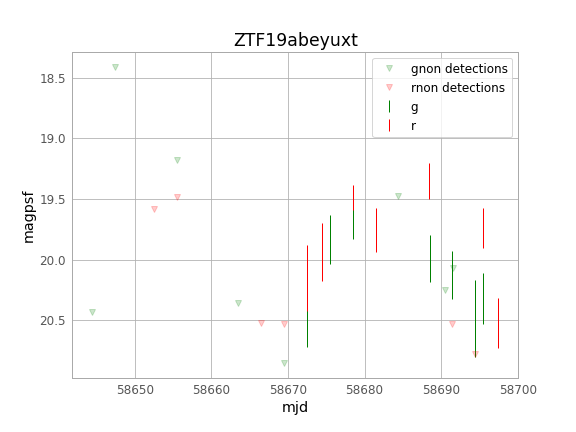 ZTF19abeyuxt
gnon detections
rnon detections
g
r
18.5
19.0
19.5
20.0
20.5
magpsf
58650
58660
58670
58680
58690
58700
mjd